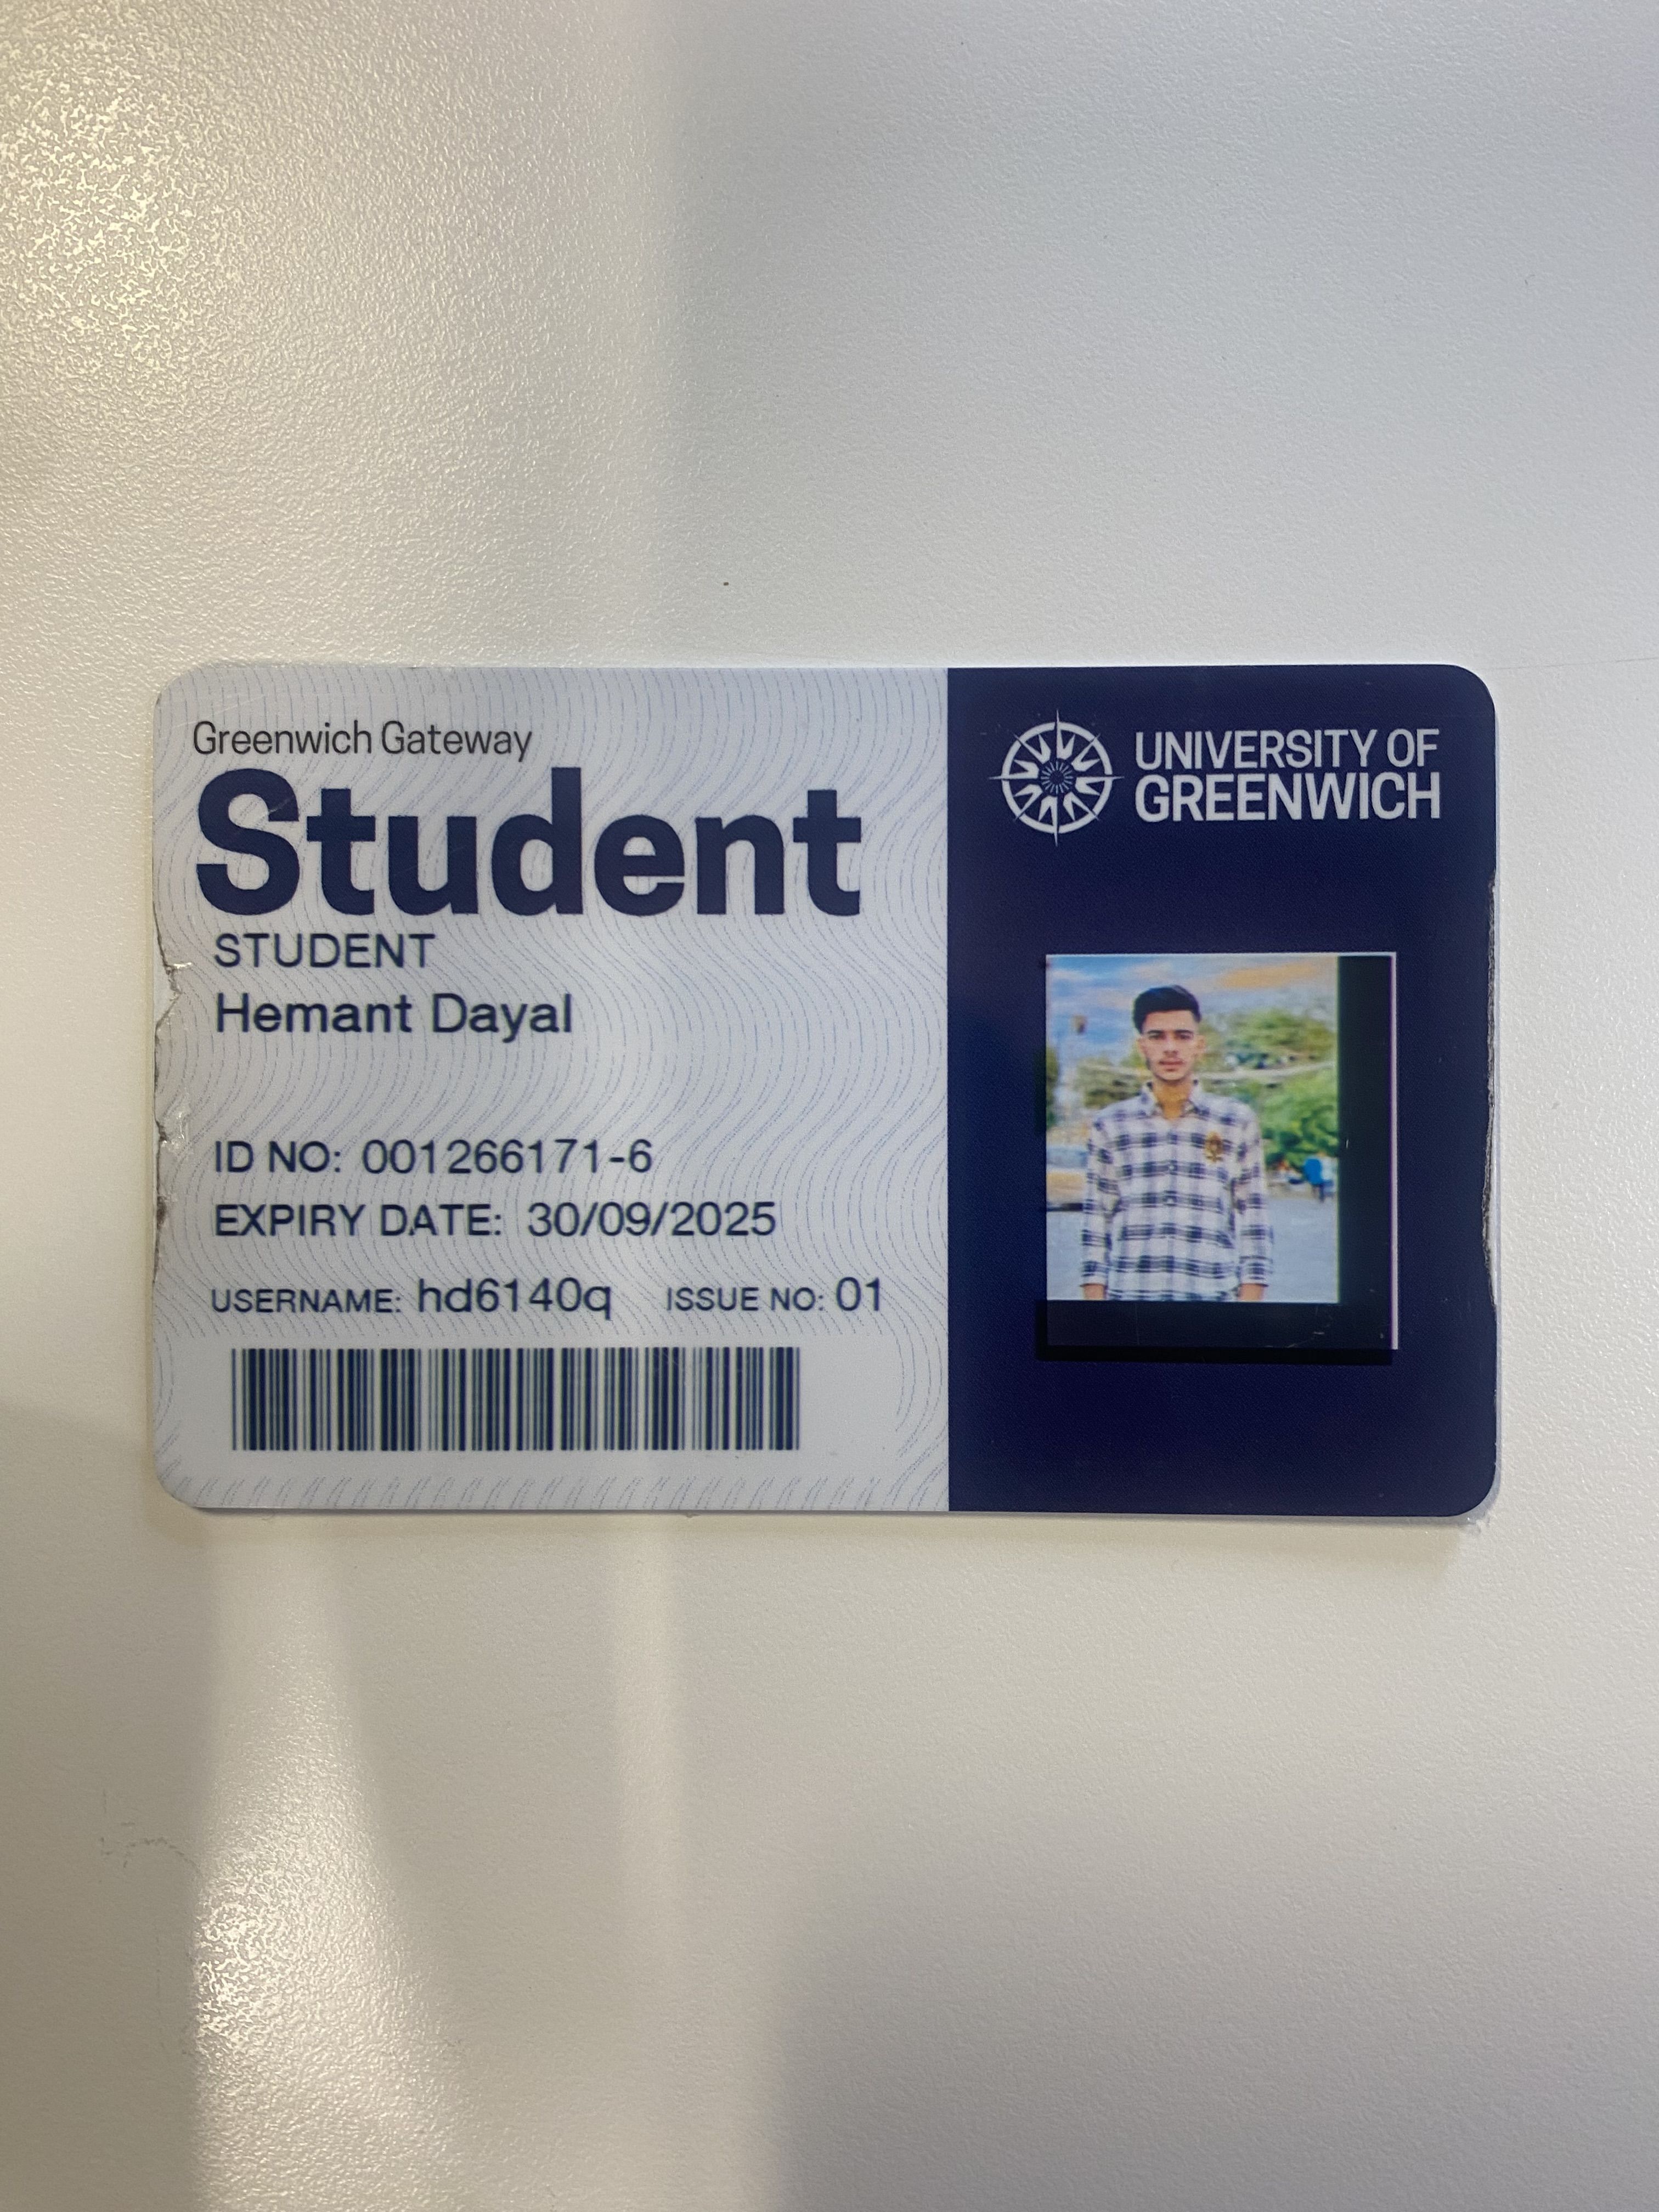 Greenwich Gateway
Student
STUDENT
Hemant Dayal
ID NO: 001266171-6
EXPIRY DATE: 30/09/2025
USERNAME: hd6140q ISSUE NO: 01
UNIVERSITY OF
GREENWICH